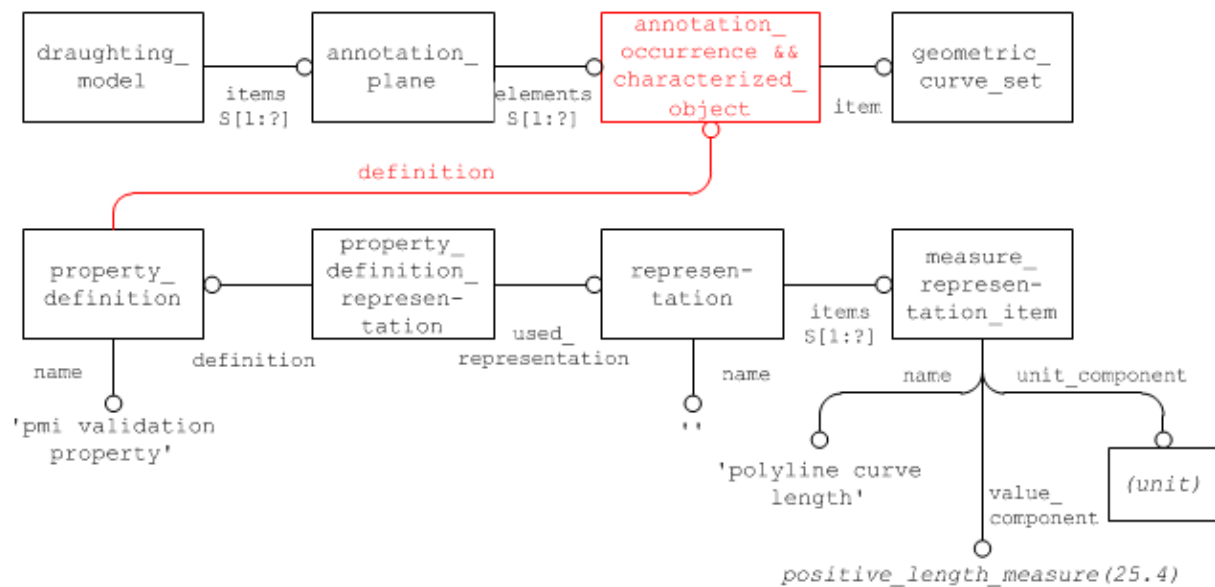 draughting_
model
items
S[1:?]
annotation_
plane
elements
S[1:?]
annotation_
occurrence &&
characterized_
object
item
geometric_
curve_set
definition
property_
definition
definition
property_
definition_
represen-
tation
used_
representation
represen-
tation
items
S[1:?]
measure_
represen-
tation_item
name
'pmi validation
property'
name
''
name
unit_component
'polyline curve
length'
value_
component
(unit)
positive_length_measure(25.4)